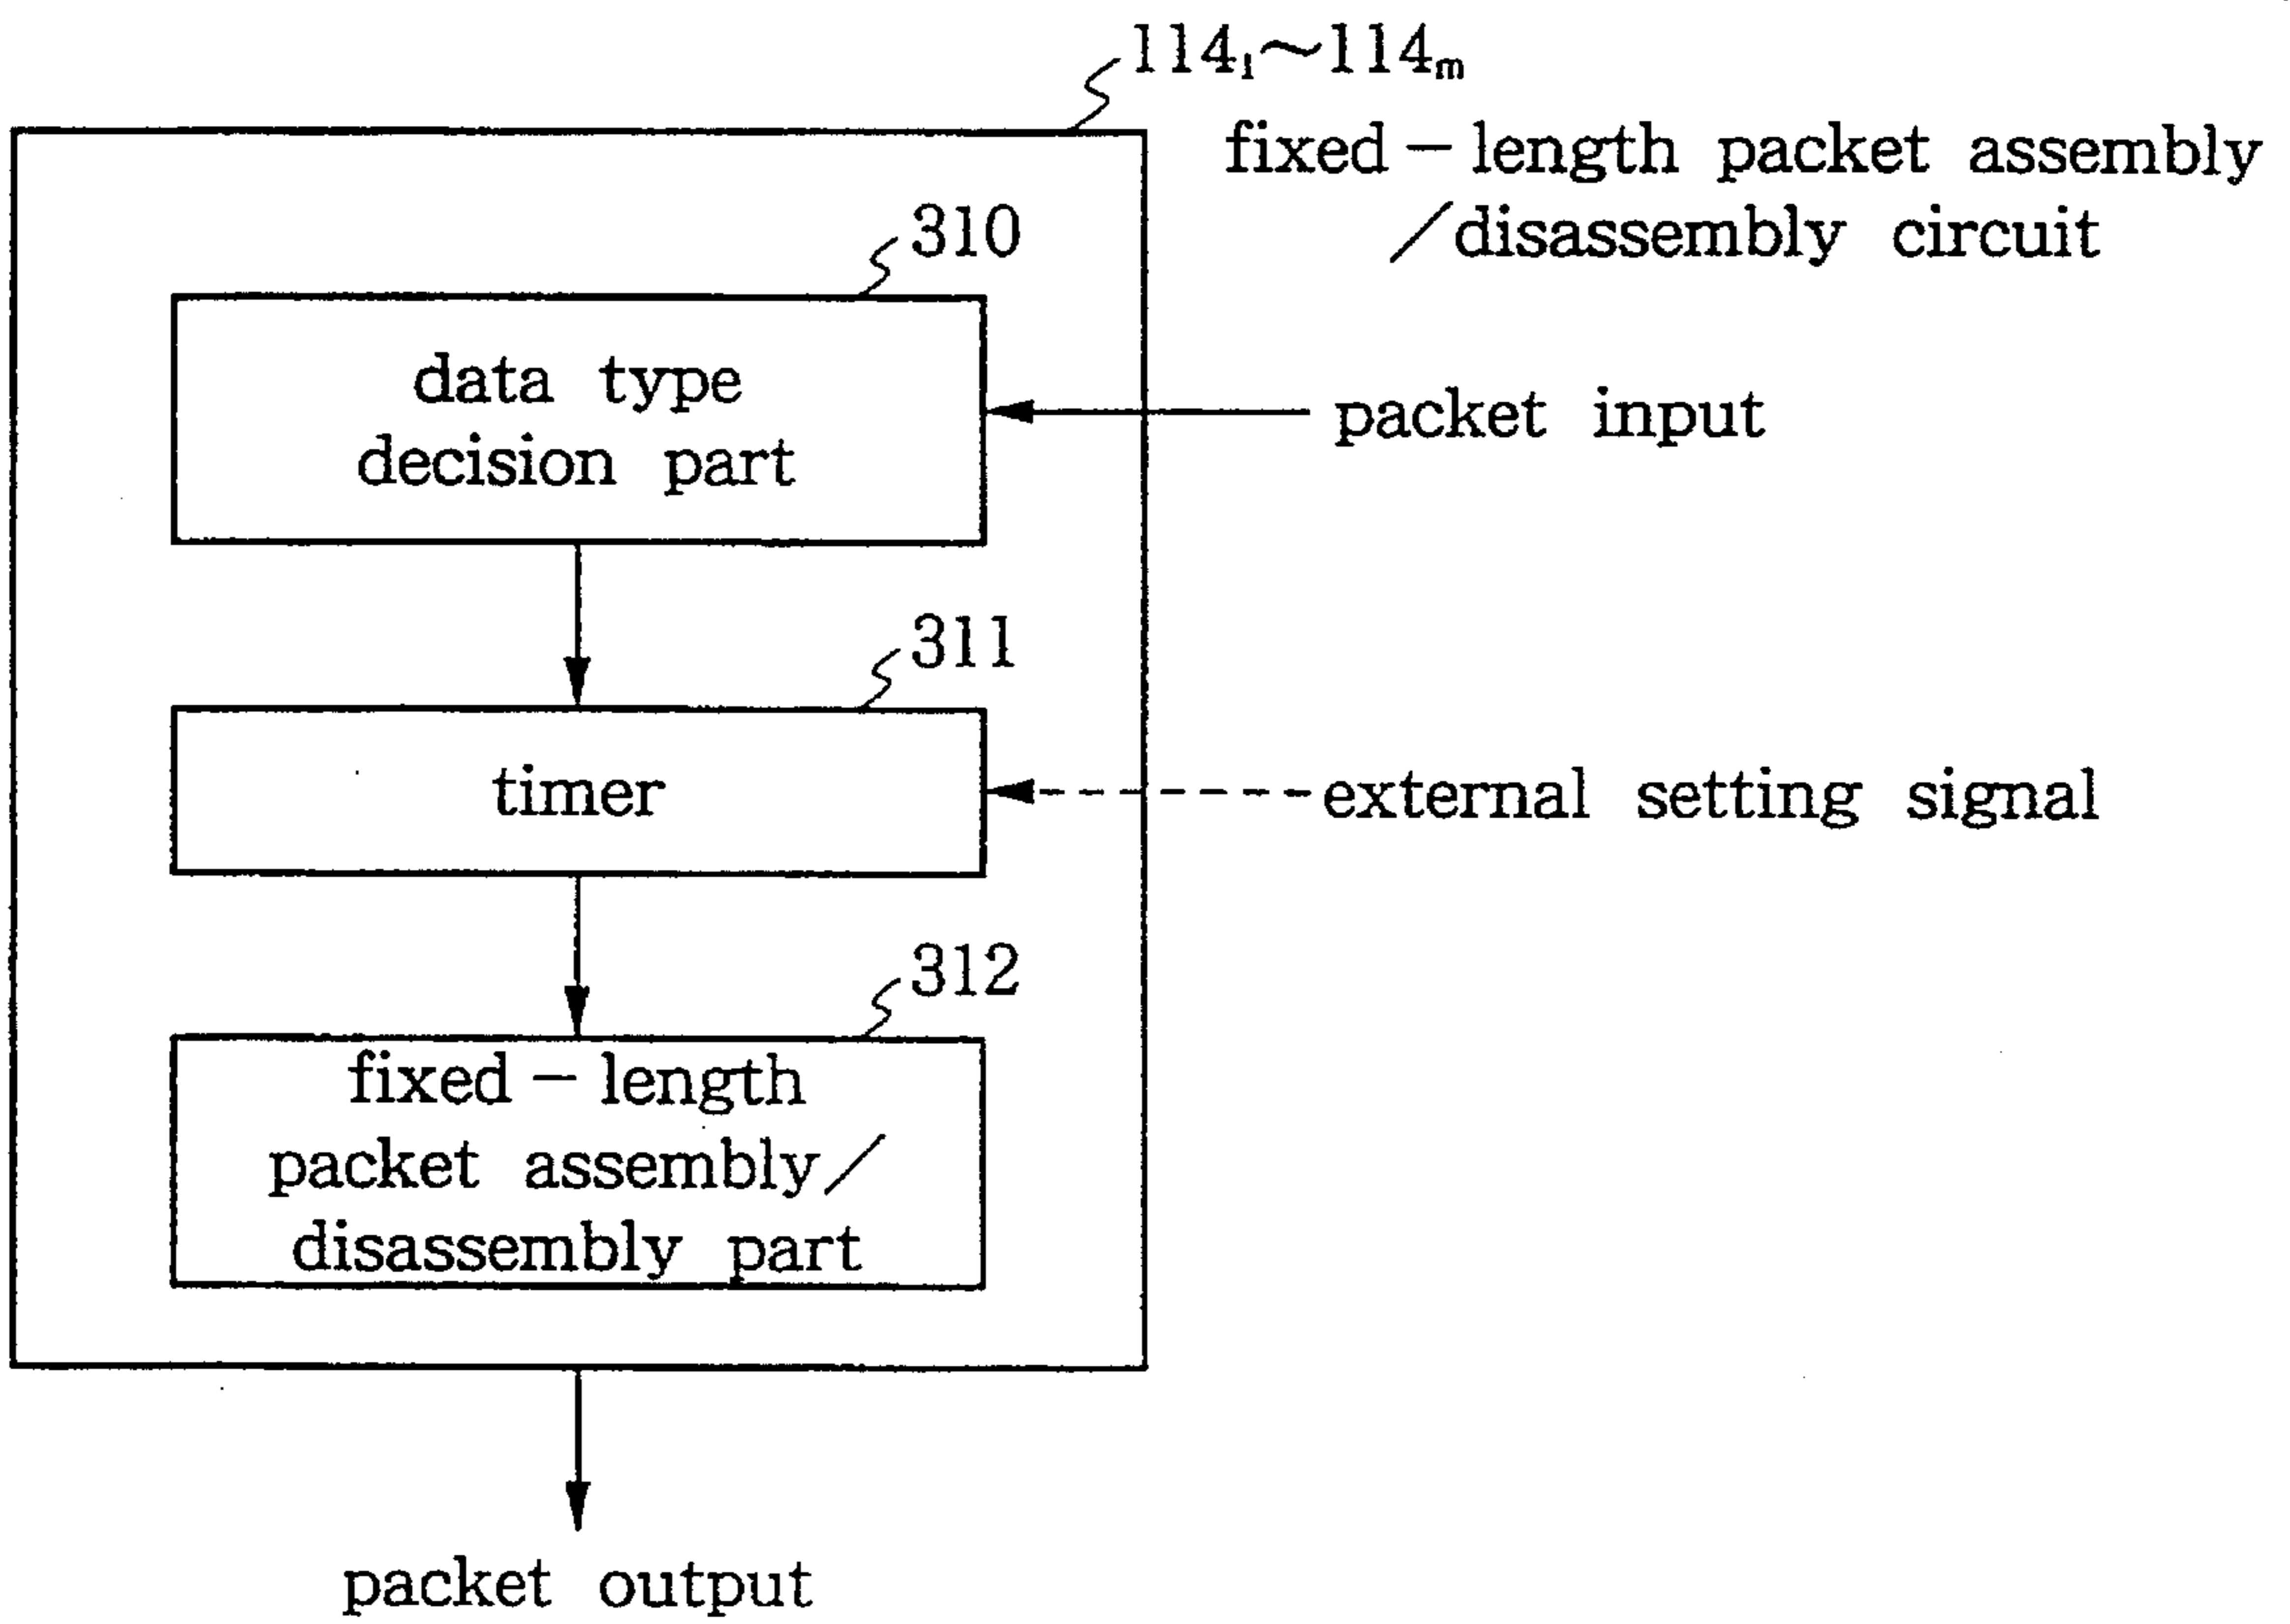 114₁~114ₘ
fixed-length packet assembly
/disassembly circuit
310
data type
decision part
packet input
311
timer
external setting signal
312
fixed-length
packet assembly/
disassembly part
packet output